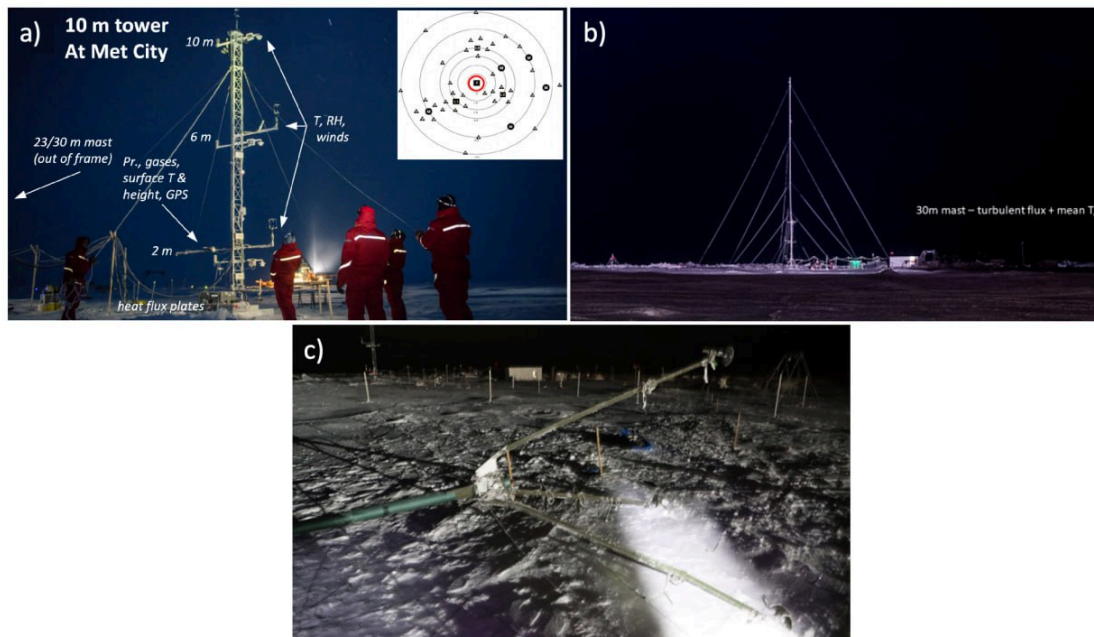 a)
10 m tower
At Met City
10 m
23/30 m mast
(out of frame)
Pr., gases,
surface T &
height, GPS
6 m
T, RH,
winds
2 m
heat flux plates
b)
30m mast – turbulent flux + mean T,
c)